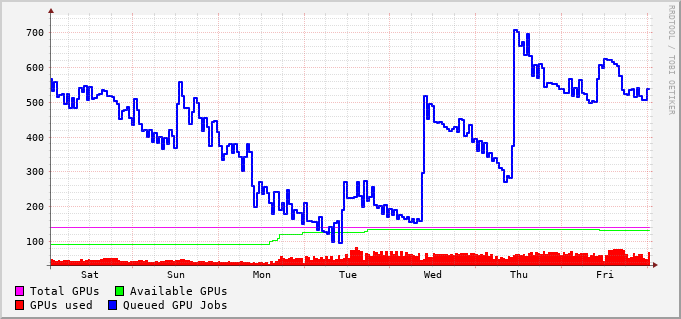 RRDTOOL / TOBI OETIKER
700
600
500
400
300
200
100
Sat Sun Mon Tue Wed Thu Fri
Total GPUs Available GPUs
GPUs used Queued GPU Jobs